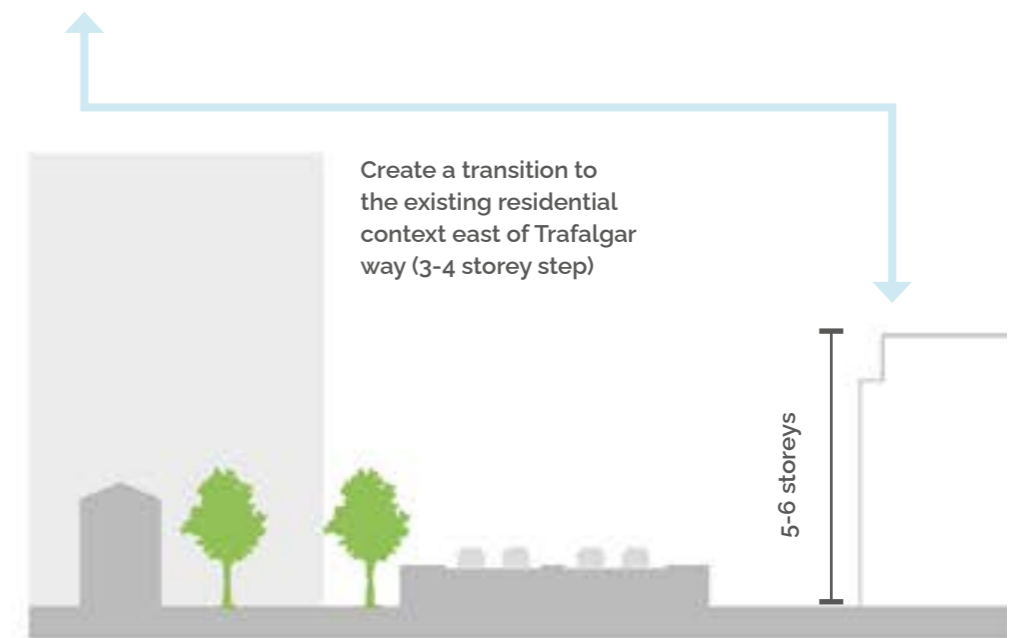 Create a transition to
the existing residential
context east of Trafalgar
way (3-4 storey step)
5-6 storeys